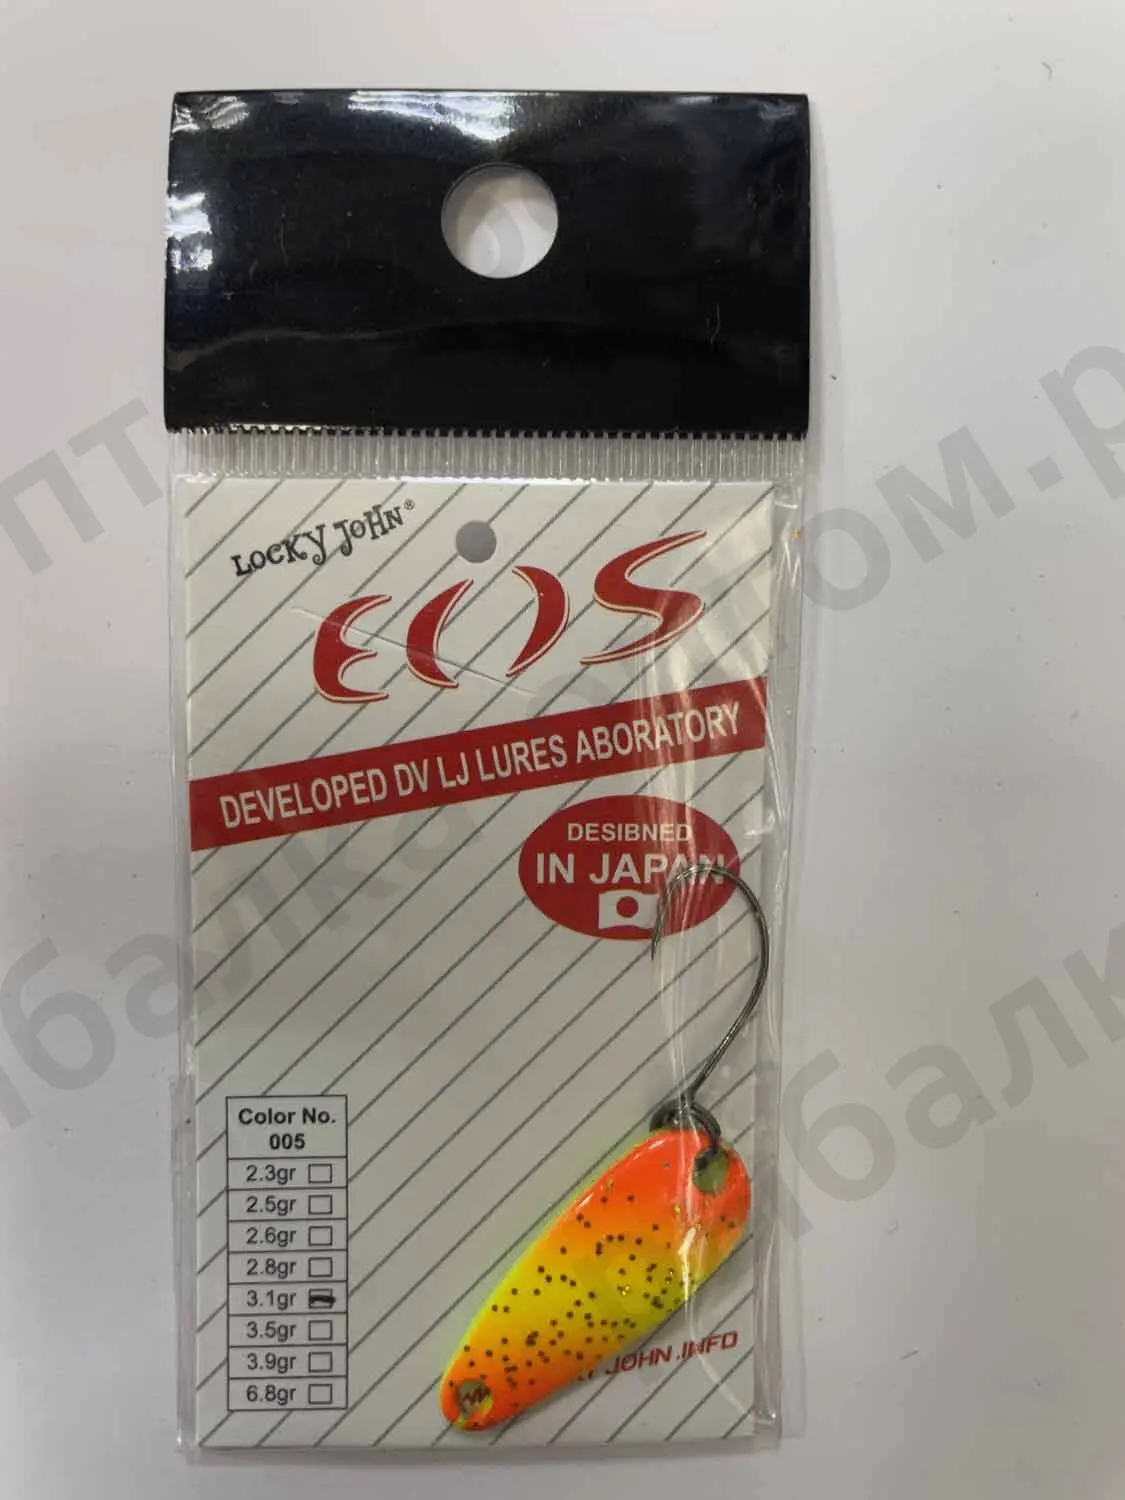 LOCKY JOHN®
EOS
DEVELOPED DV LJ LURES ABORATORY
DESIBNED
IN JAPAN
Color No.
005
2.3gr
2.5gr
2.6gr
2.8gr
3.1gr
3.5gr
3.9gr
6.8gr
JOHN.INFO